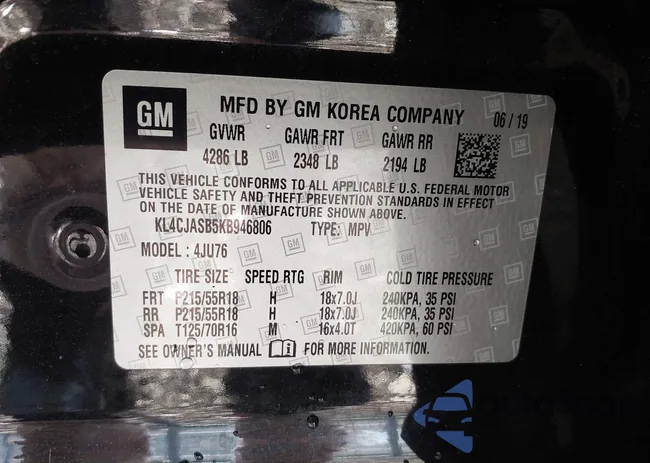 GM
MFD BY GM KOREA COMPANY 06/19
GVWR GAWR FRT GAWR RR
4286 LB 2348 LB 2194 LB
THIS VEHICLE CONFORMS TO ALL APPLICABLE U.S. FEDERAL MOTOR
VEHICLE SAFETY AND THEFT PREVENTION STANDARDS IN EFFECT
ON THE DATE OF MANUFACTURE SHOWN ABOVE.
KL4CJASB5KB946806 TYPE: MPV
MODEL: 4JU76
TIRE SIZE SPEED RTG RIM COLD TIRE PRESSURE
FRT P215/55R18 H 18x7.0J 240KPA, 35 PSI
RR P215/55R18 H 18x7.0J 240KPA, 35 PSI
SPA T125/70R16 M 16x4.0T 420KPA, 60 PSI
SEE OWNER'S MANUAL FOR MORE INFORMATION.